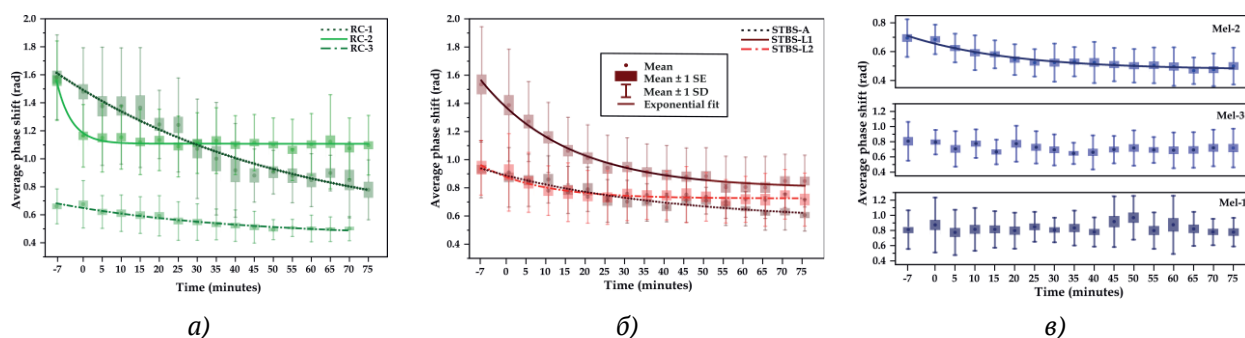 2.0
1.8
1.6
1.4
1.2
1.0
0.8
0.6
0.4
Average phase shift (rad)
RC-1
RC-2
RC-3
-7 0 5 10 15 20 25 30 35 40 45 50 55 60 65 70 75
Time (minutes)
а)
2.0
1.8
1.6
1.4
1.2
1.0
0.8
0.6
0.4
Average phase shift (rad)
STBS-A
STBS-L1
STBS-L2
Mean
Mean ± 1 SE
Mean ± 1 SD
Exponential fit
-7 0 5 10 15 20 25 30 35 40 45 50 55 60 65 70 75
Time (minutes)
б)
Average phase shift (rad)
0.8
0.6
0.4
Mel-2
1.2
1.0
0.8
0.6
0.4
Mel-3
1.2
1.0
0.8
0.6
0.4
Mel-1
-7 0 5 10 15 20 25 30 35 40 45 50 55 60 65 70 75
Time (minutes)
в)